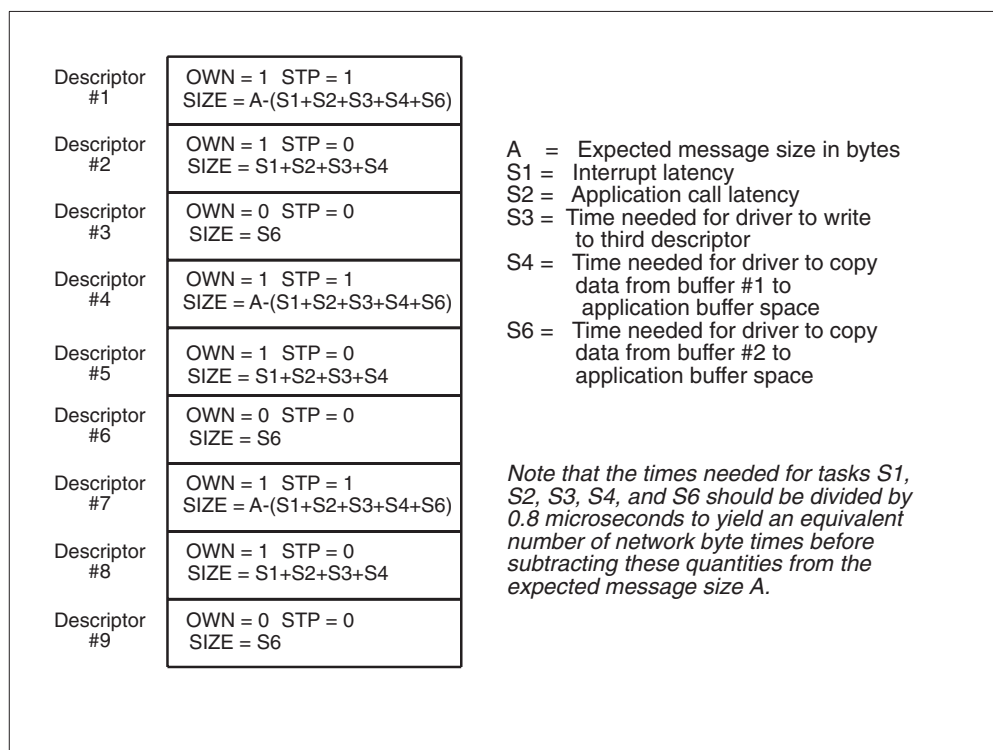 Descriptor
#1
OWN = 1 STP = 1
SIZE = A-(S1+S2+S3+S4+S6)
Descriptor
#2
OWN = 1 STP = 0
SIZE = S1+S2+S3+S4
Descriptor
#3
OWN = 0 STP = 0
SIZE = S6
Descriptor
#4
OWN = 1 STP = 1
SIZE = A-(S1+S2+S3+S4+S6)
Descriptor
#5
OWN = 1 STP = 0
SIZE = S1+S2+S3+S4
Descriptor
#6
OWN = 0 STP = 0
SIZE = S6
Descriptor
#7
OWN = 1 STP = 1
SIZE = A-(S1+S2+S3+S4+S6)
Descriptor
#8
OWN = 1 STP = 0
SIZE = S1+S2+S3+S4
Descriptor
#9
OWN = 0 STP = 0
SIZE = S6
A = Expected message size in bytes
S1 = Interrupt latency
S2 = Application call latency
S3 = Time needed for driver to write
to third descriptor
S4 = Time needed for driver to copy
data from buffer #1 to
application buffer space
S6 = Time needed for driver to copy
data from buffer #2 to
application buffer space
Note that the times needed for tasks S1,
S2, S3, S4, and S6 should be divided by
0.8 microseconds to yield an equivalent
number of network byte times before
subtracting these quantities from the
expected message size A.